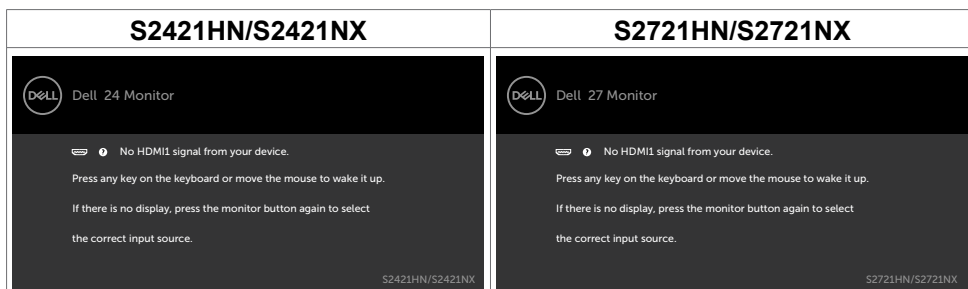 S2421HN/S2421NX
S2721HN/S2721NX
DELL Dell 24 Monitor
No HDMI1 signal from your device.
Press any key on the keyboard or move the mouse to wake it up.
If there is no display, press the monitor button again to select
the correct input source.
S2421HN/S2421NX
DELL Dell 27 Monitor
No HDMI1 signal from your device.
Press any key on the keyboard or move the mouse to wake it up.
If there is no display, press the monitor button again to select
the correct input source.
S2721HN/S2721NX